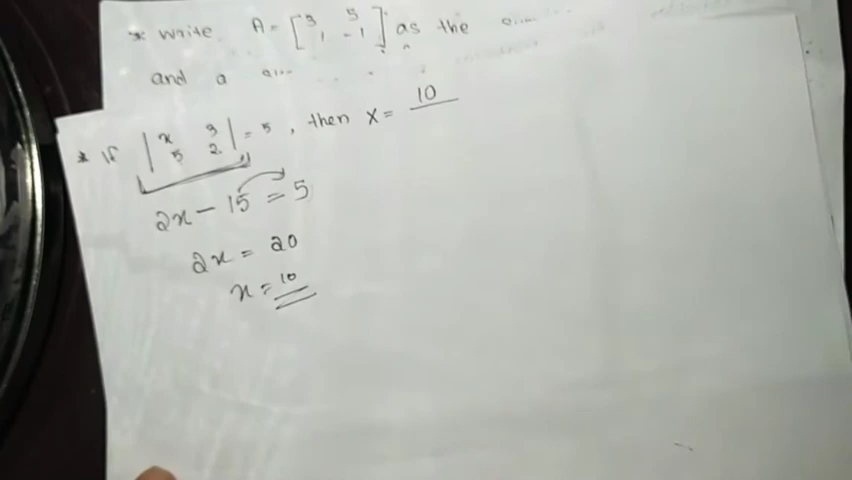 * Write A = [3 5 1 -1] as the
and a
* If |x 3 5 2| = 5, then x = 10
2x - 15 = 5
2x = 20
x = 10